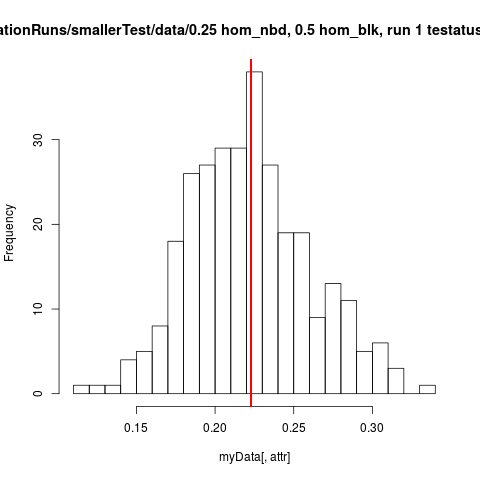 ationRuns/smallerTest/data/0.25 hom_nbd, 0.5 hom_blk, run 1 testatus
Frequency
30
20
10
0
0.15 0.20 0.25 0.30
myData[, attr]